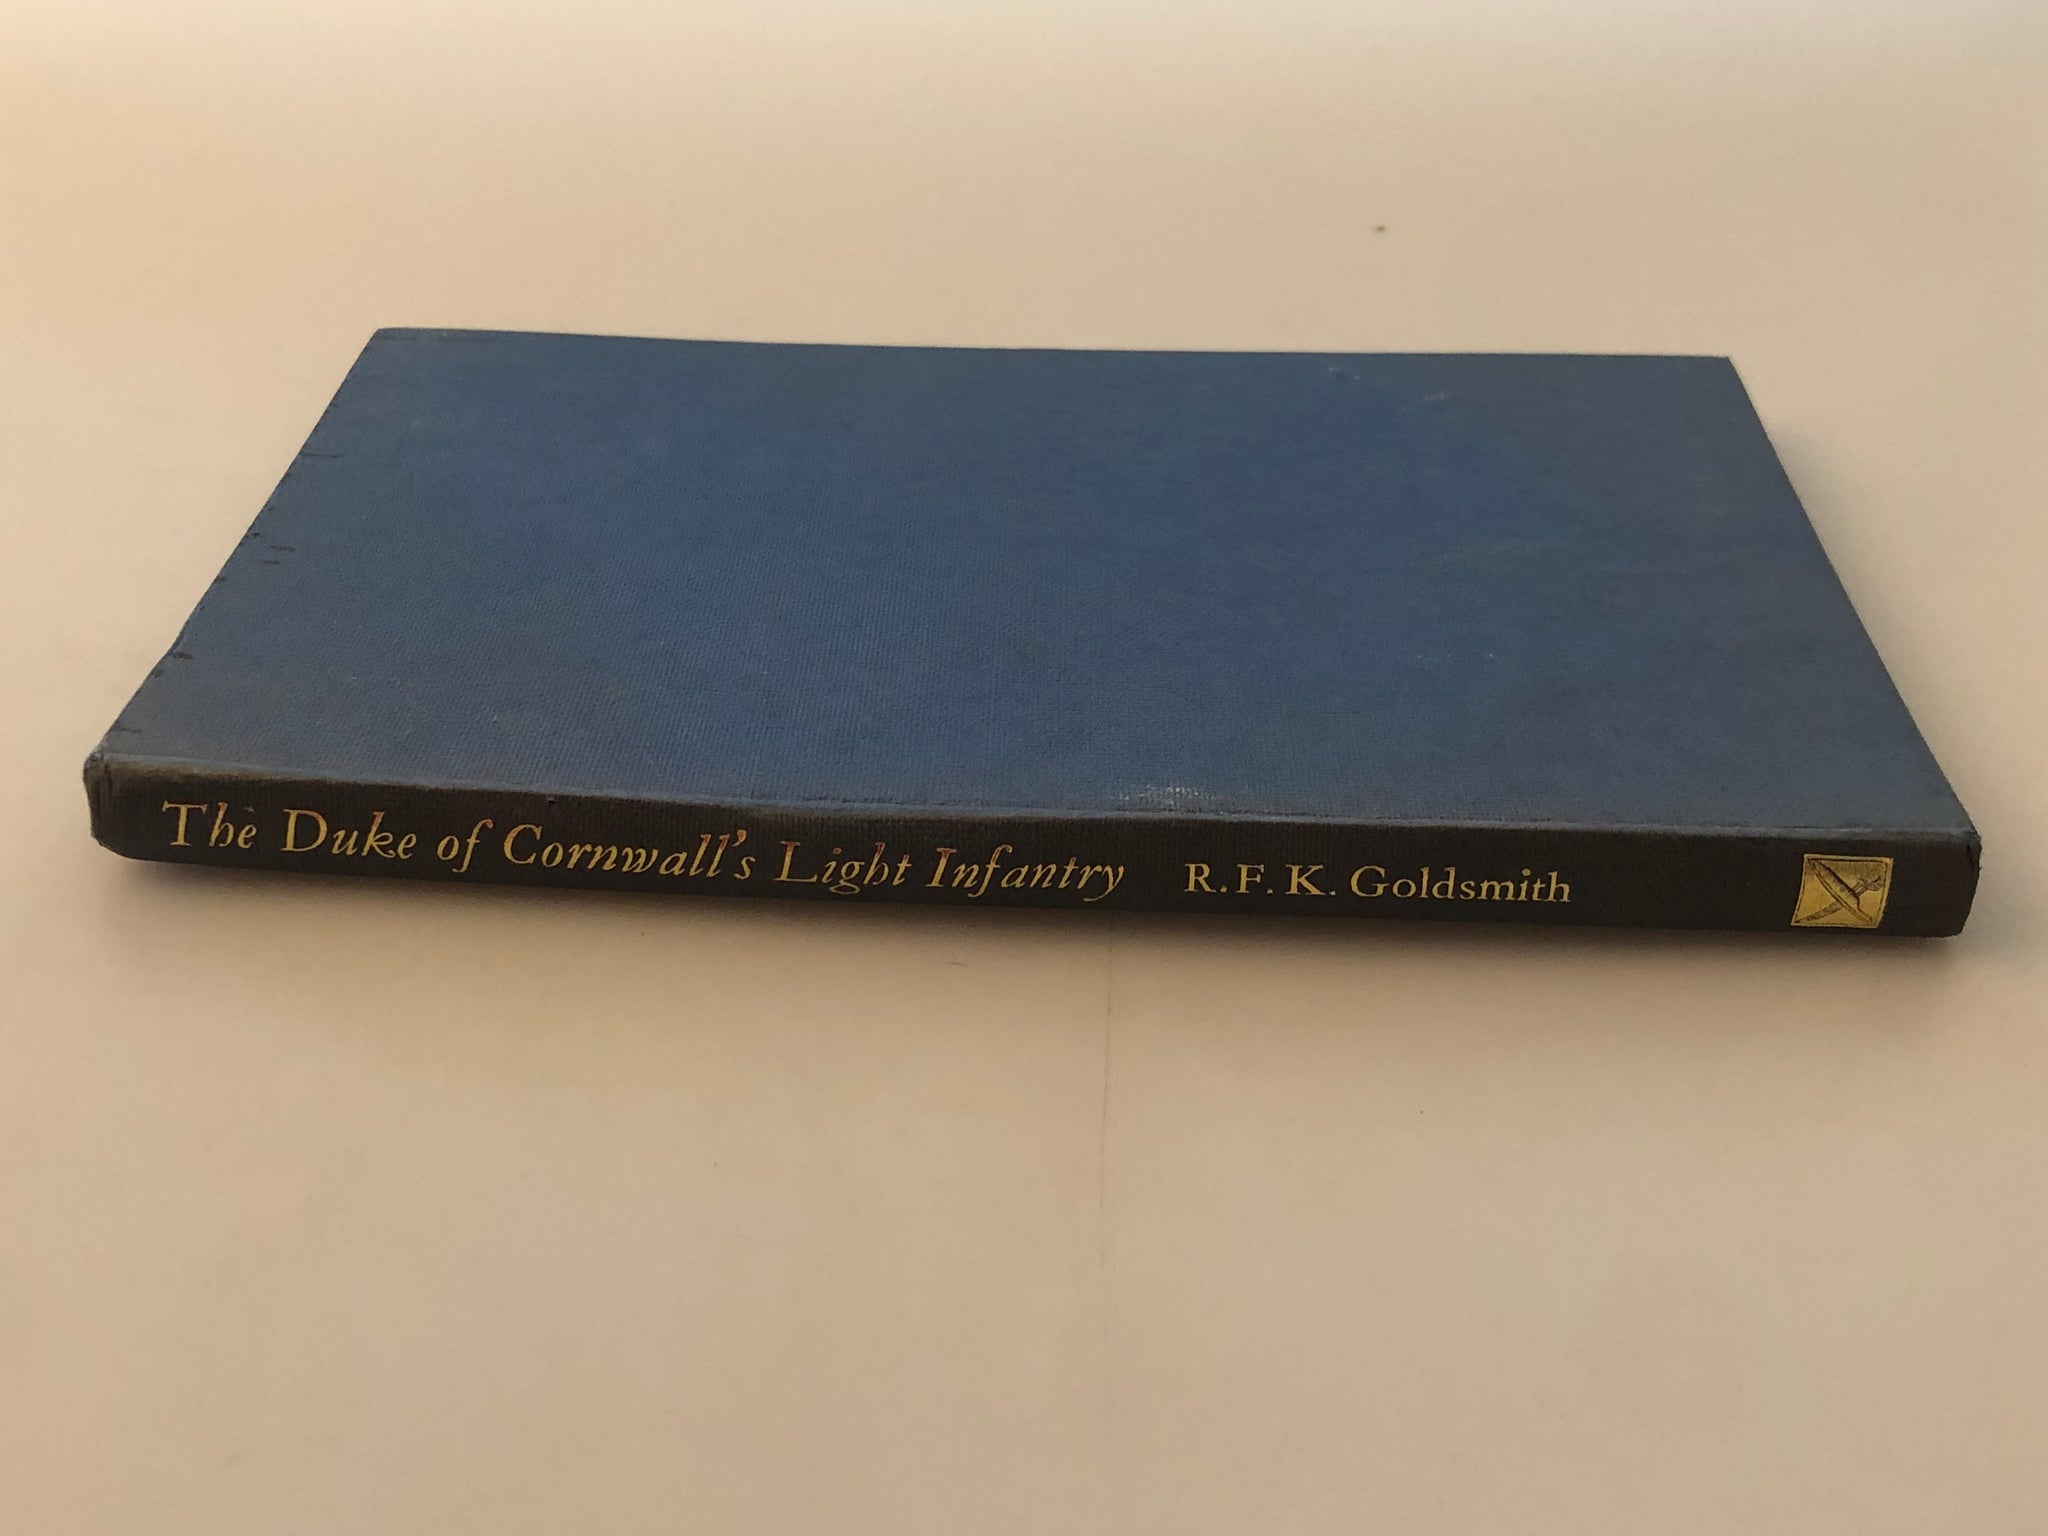 The Duke of Cornwall's Light Infantry R. F. K. Goldsmith